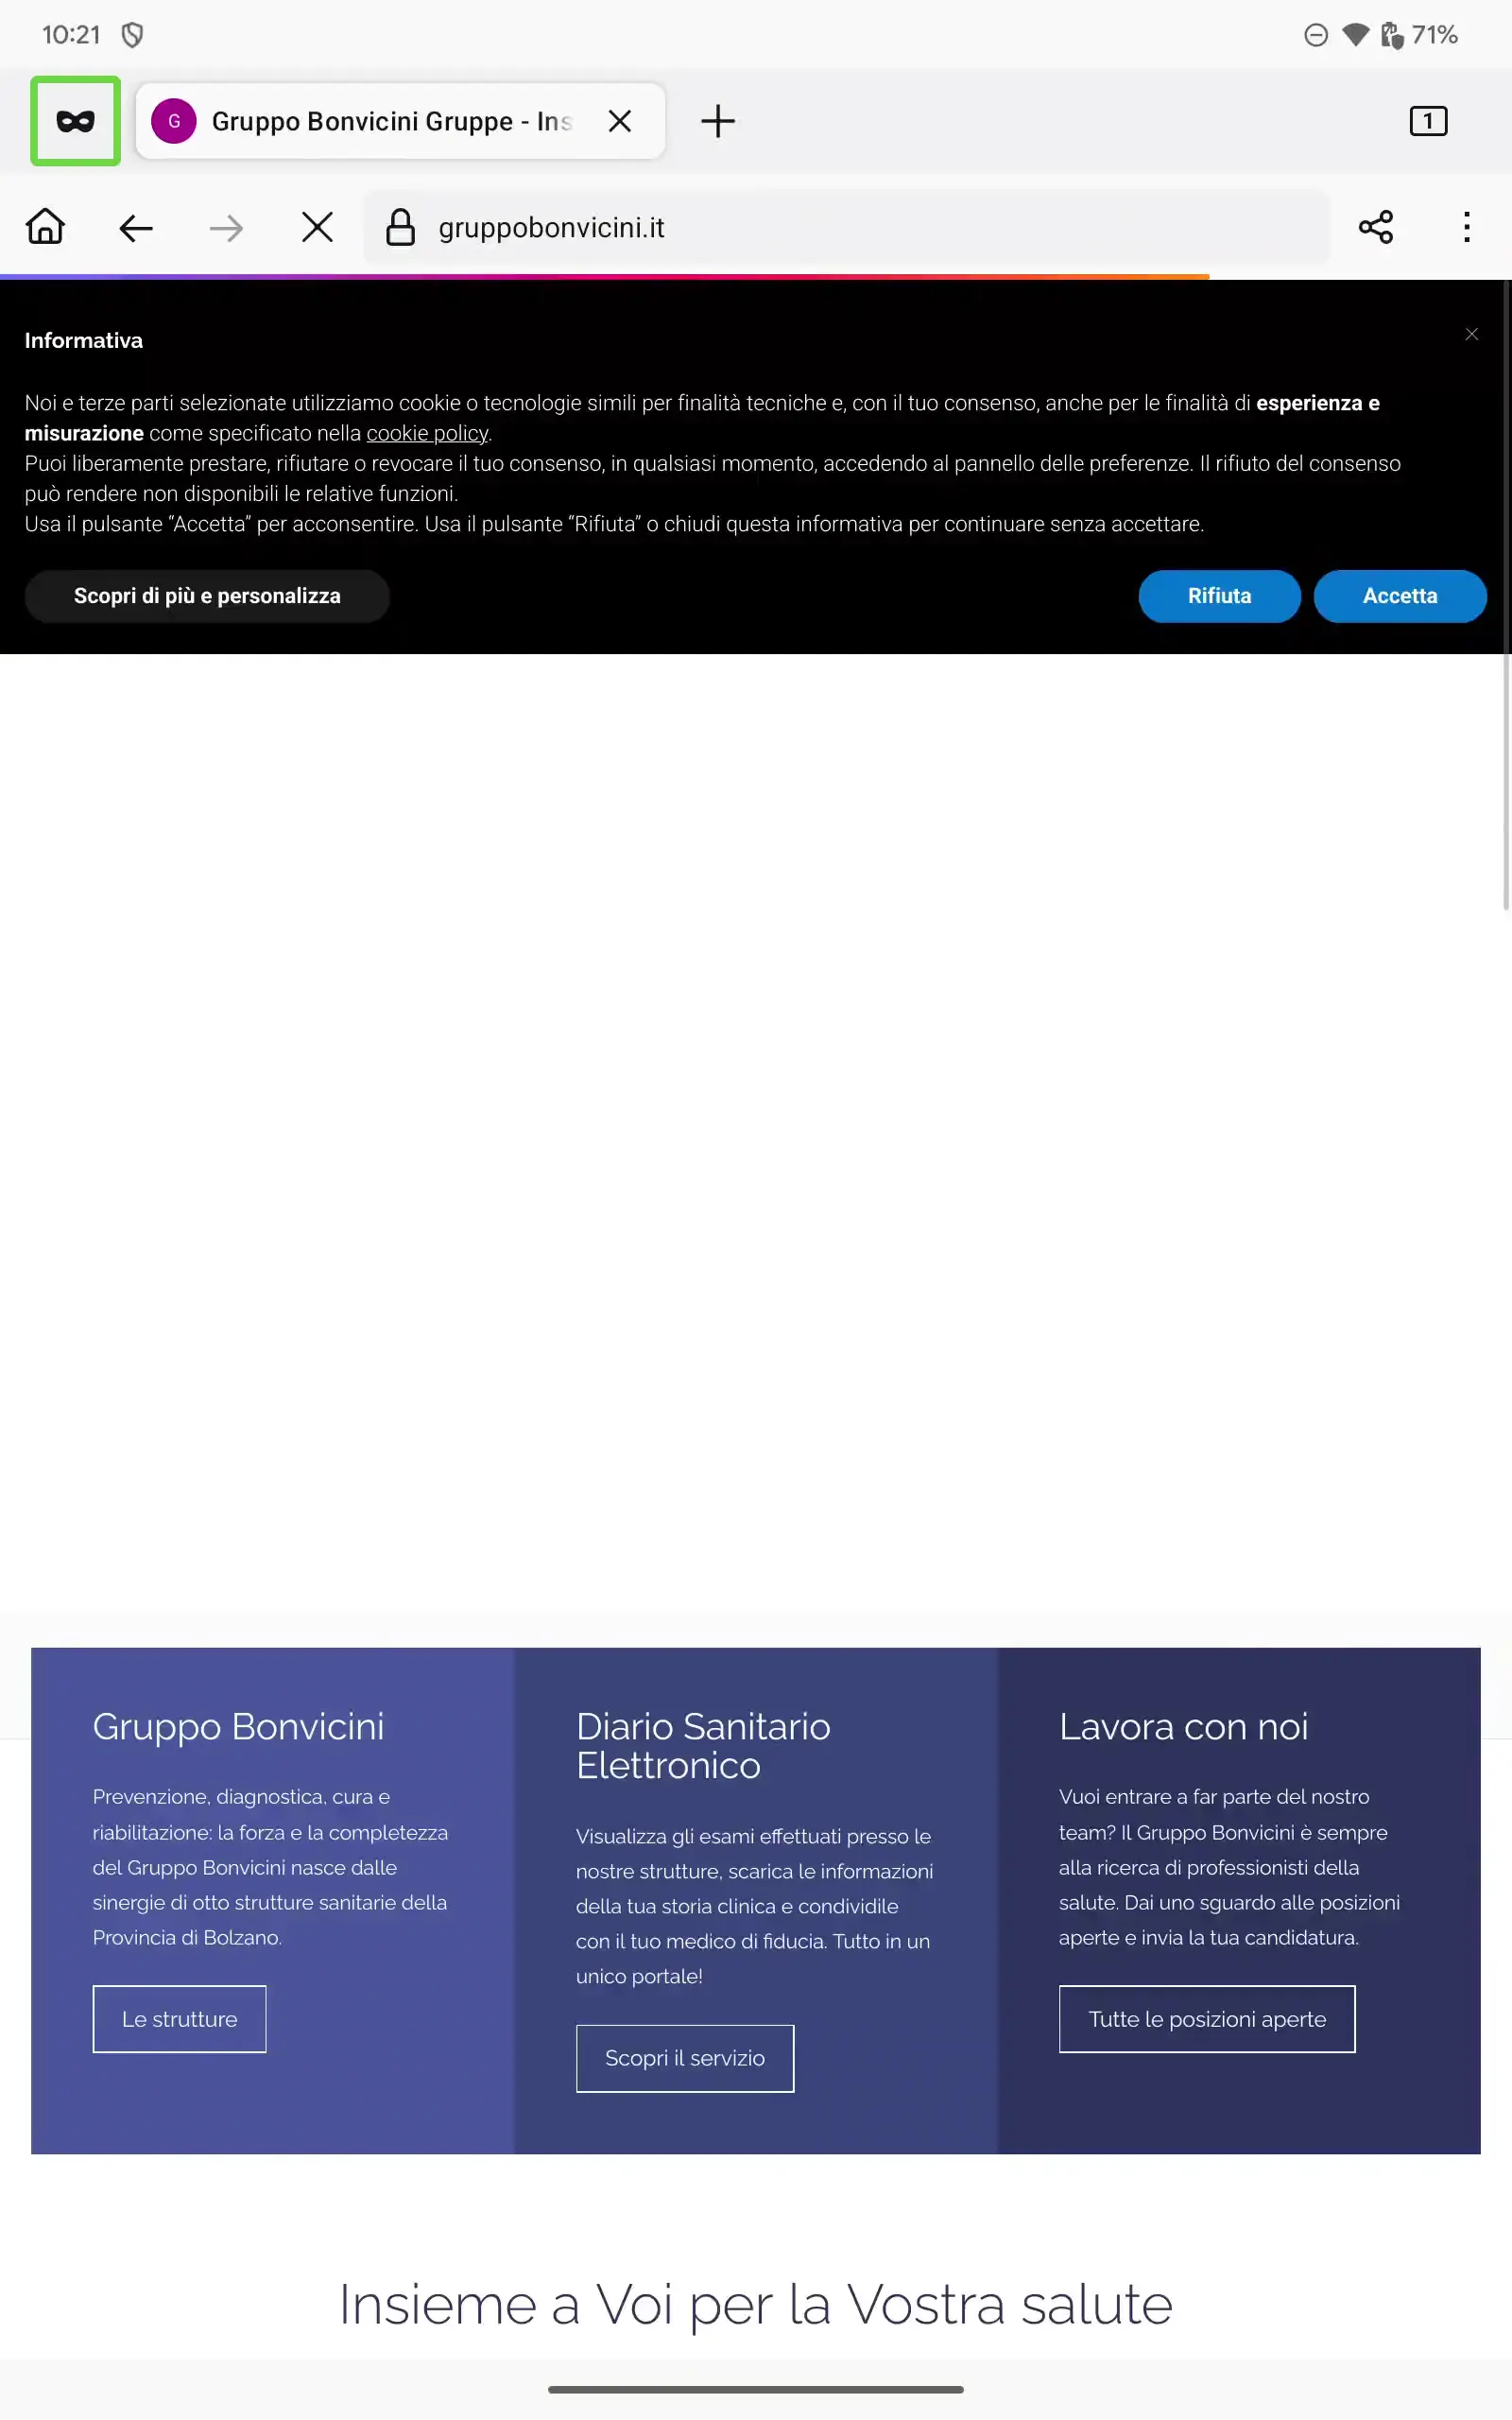 10:21
71%
G Gruppo Bonvicini Gruppe - Ins
1
gruppobonvicini.it
Informativa
Noi e terze parti selezionate utilizziamo cookie o tecnologie simili per finalità tecniche e, con il tuo consenso, anche per le finalità di esperienza e
misurazione come specificato nella cookie policy.
Puoi liberamente prestare, rifiutare o revocare il tuo consenso, in qualsiasi momento, accedendo al pannello delle preferenze. Il rifiuto del consenso
può rendere non disponibili le relative funzioni.
Usa il pulsante “Accetta” per acconsentire. Usa il pulsante “Rifiuta” o chiudi questa informativa per continuare senza accettare.
Scopri di più e personalizza
Rifiuta
Accetta
Gruppo Bonvicini
Prevenzione, diagnostica, cura e
riabilitazione: la forza e la completezza
del Gruppo Bonvicini nasce dalle
sinergie di otto strutture sanitarie della
Provincia di Bolzano.
Le strutture
Diario Sanitario
Elettronico
Visualizza gli esami effettuati presso le
nostre strutture, scarica le informazioni
della tua storia clinica e condividile
con il tuo medico di fiducia. Tutto in un
unico portale!
Scopri il servizio
Lavora con noi
Vuoi entrare a far parte del nostro
team? Il Gruppo Bonvicini è sempre
alla ricerca di professionisti della
salute. Dai uno sguardo alle posizioni
aperte e invia la tua candidatura.
Tutte le posizioni aperte
Insieme a Voi per la Vostra salute